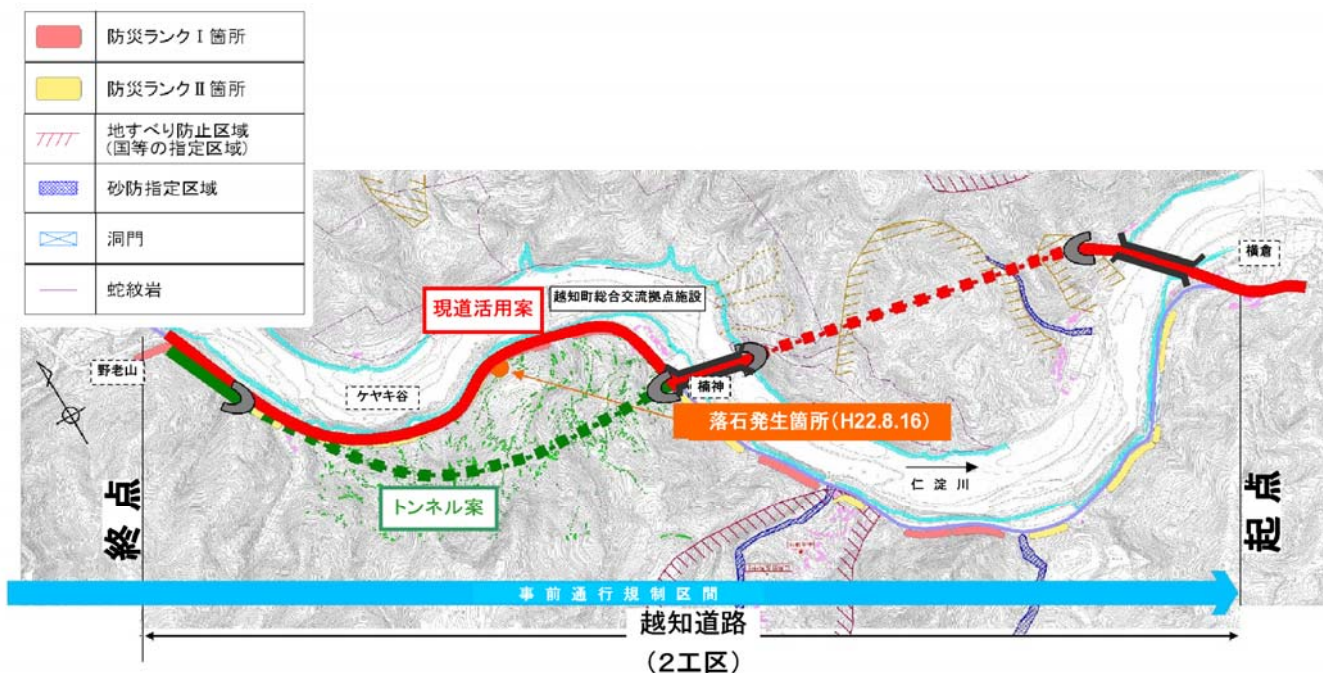 防災ランクⅠ箇所
防災ランクⅡ箇所
地すべり防止区域
(国等の指定区域)
砂防指定区域
洞門
蛇紋岩
横倉
越知町総合交流拠点施設
現道活用案
野老山
ケヤキ谷
楠神
落石発生箇所(H22.8.16)
仁淀川
トンネル案
終点
起点
事前通行規制区間
越知道路
(2工区)